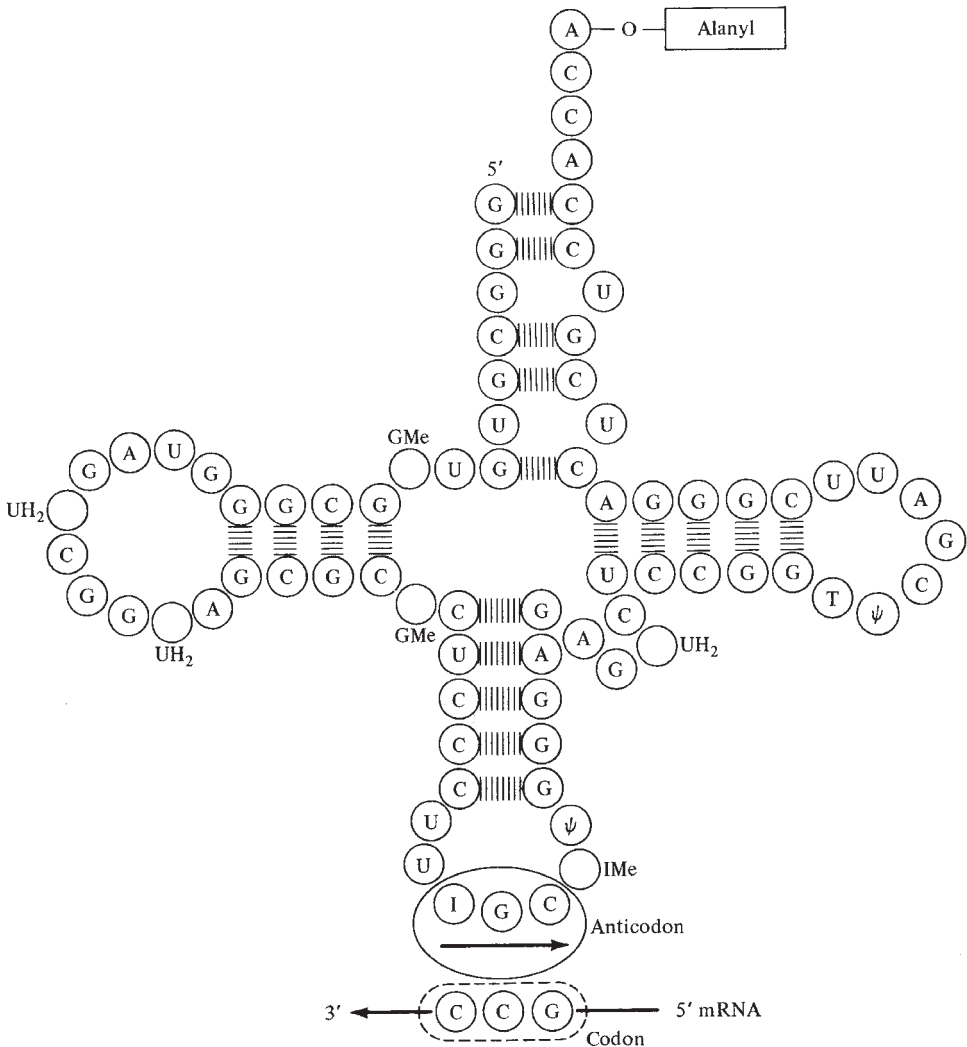 A O Alanyl
C
C
A
5'
G C
G C
G U
C G
G C
U U
GMe
U G C
G A U G
UH2
C
G G
UH2
A
G G C G
G C G C
GMe
A G G G C U U A G C ψ T
U C C G G
C
UH2
G
A
C G
U A
C G
C G
C G
U ψ
U IMe
I G C
Anticodon
3' C C G 5' mRNA
Codon